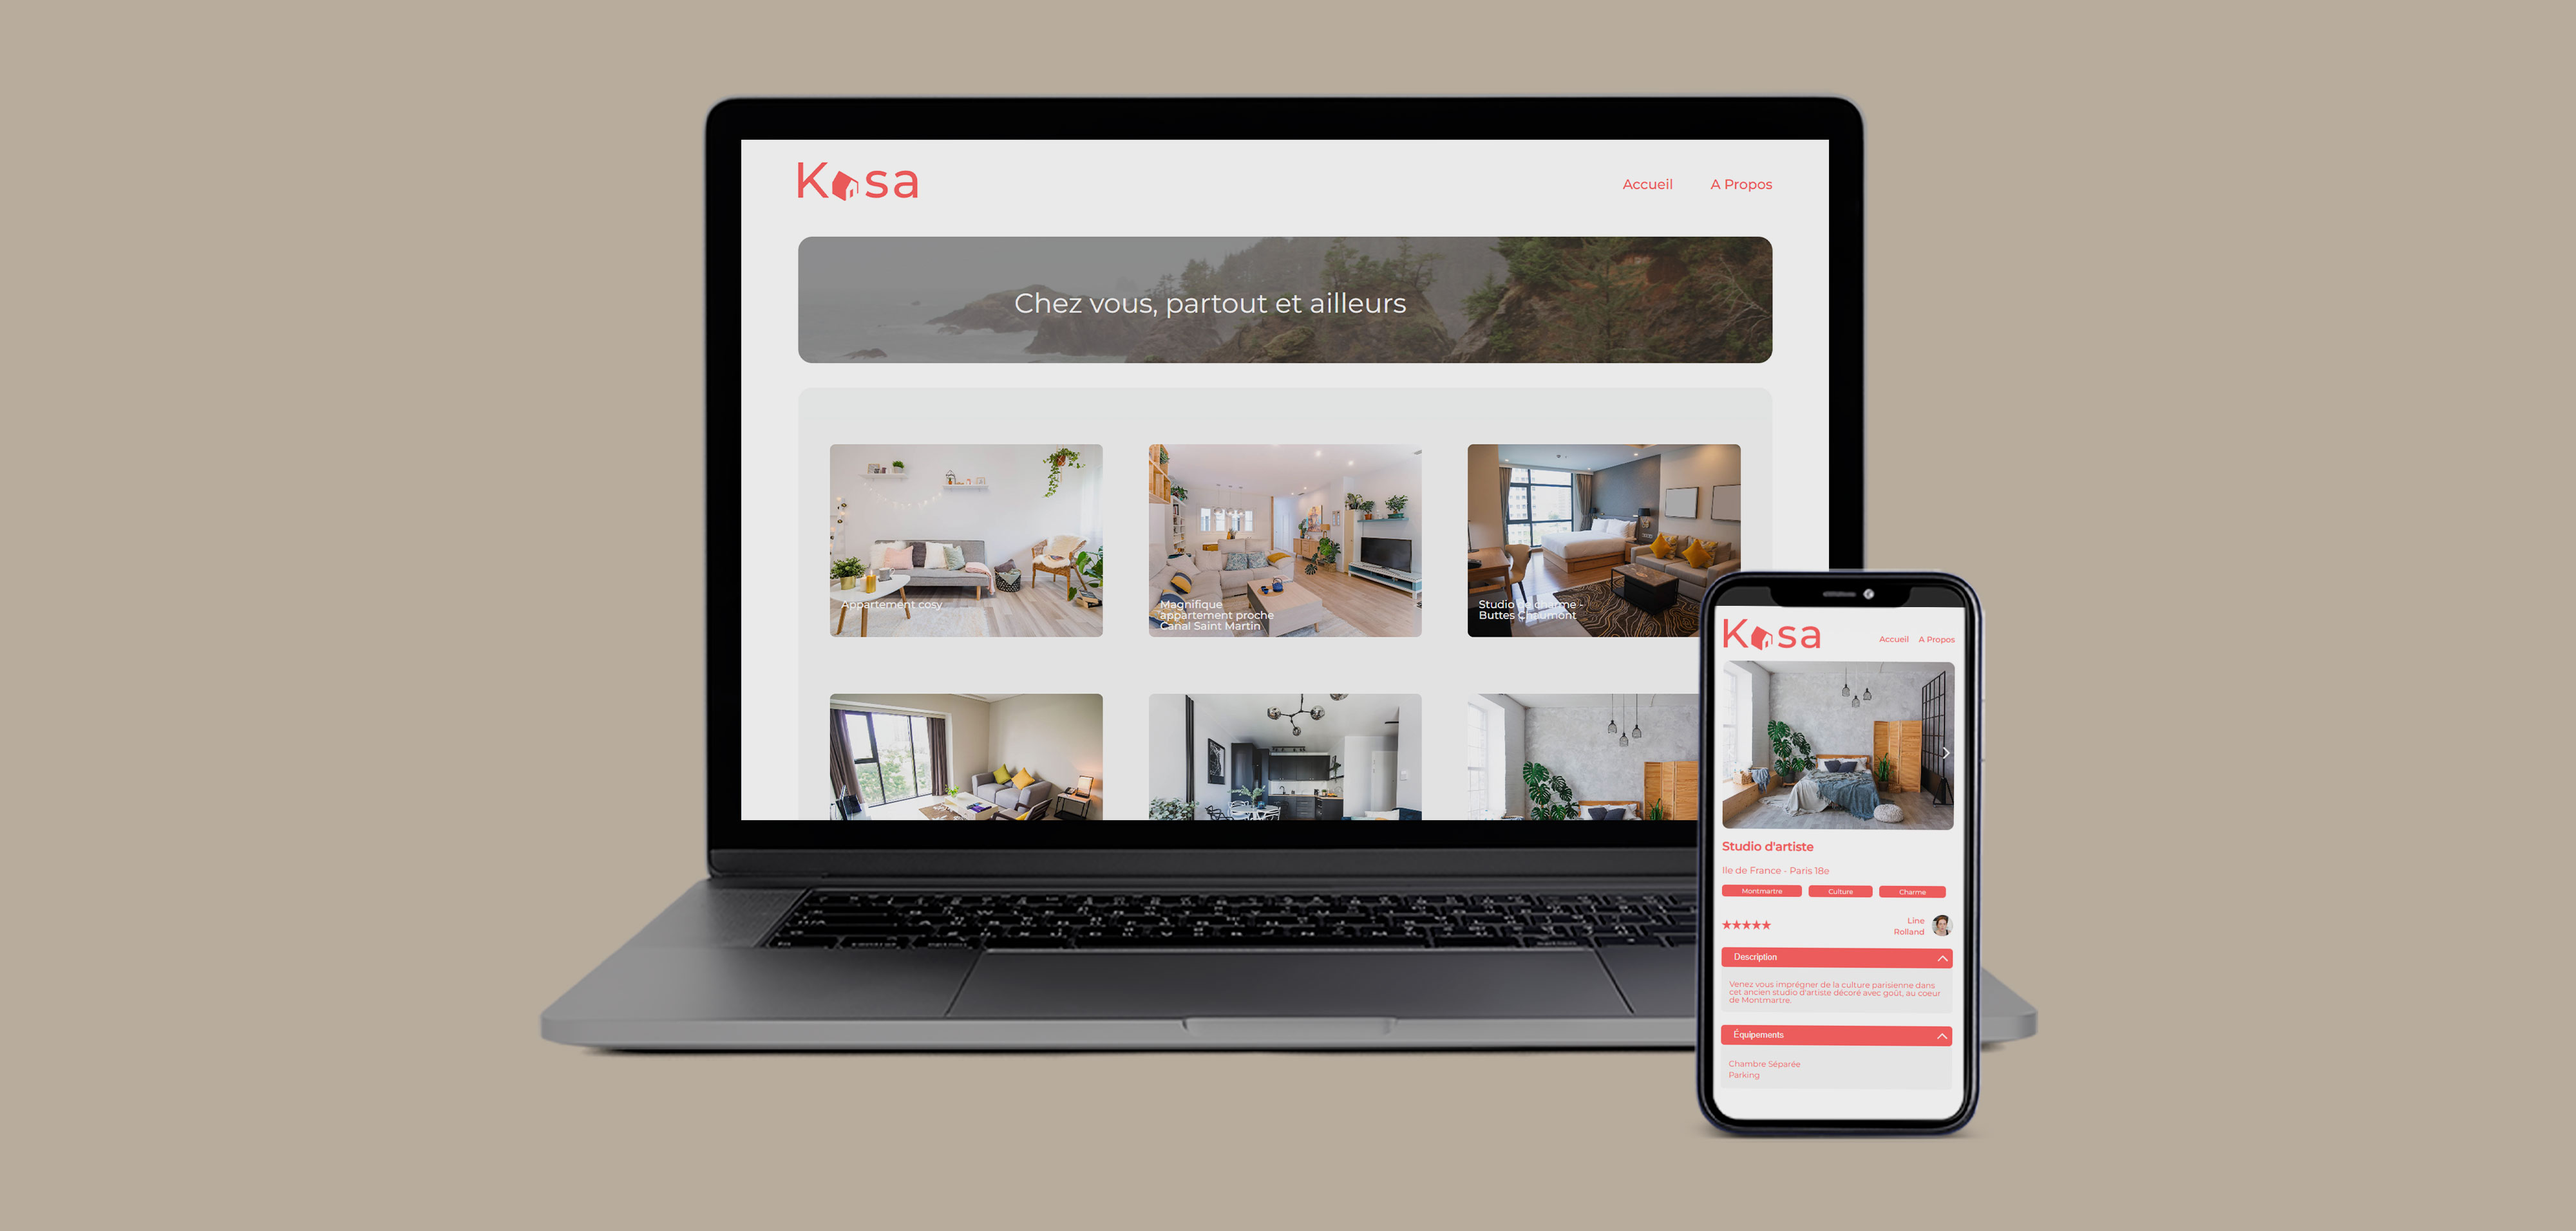 Kasa
Accueil
A Propos
Chez vous, partout et ailleurs
Appartement cosy
Magnifique
appartement proche
Canal Saint Martin
Studio de charme -
Buttes Chaumont
Kasa
Accueil
A Propos
Studio d'artiste
Ile de France - Paris 18e
Montmartre
Culture
Charme
Line
Rolland
Description
Venez vous imprégner de la culture parisienne dans
cet ancien studio d'artiste décoré avec goût, au coeur
de Montmartre.
Équipements
Chambre Séparée
Parking